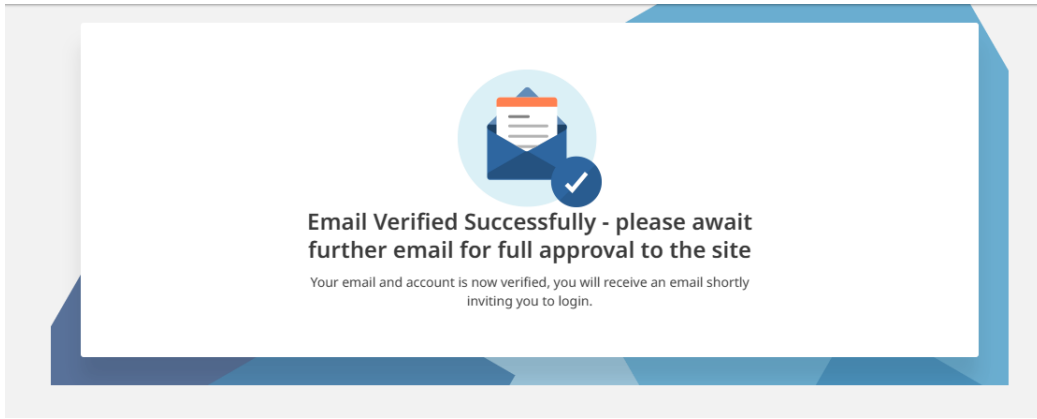 Email Verified Successfully - please await
further email for full approval to the site
Your email and account is now verified, you will receive an email shortly
inviting you to login.